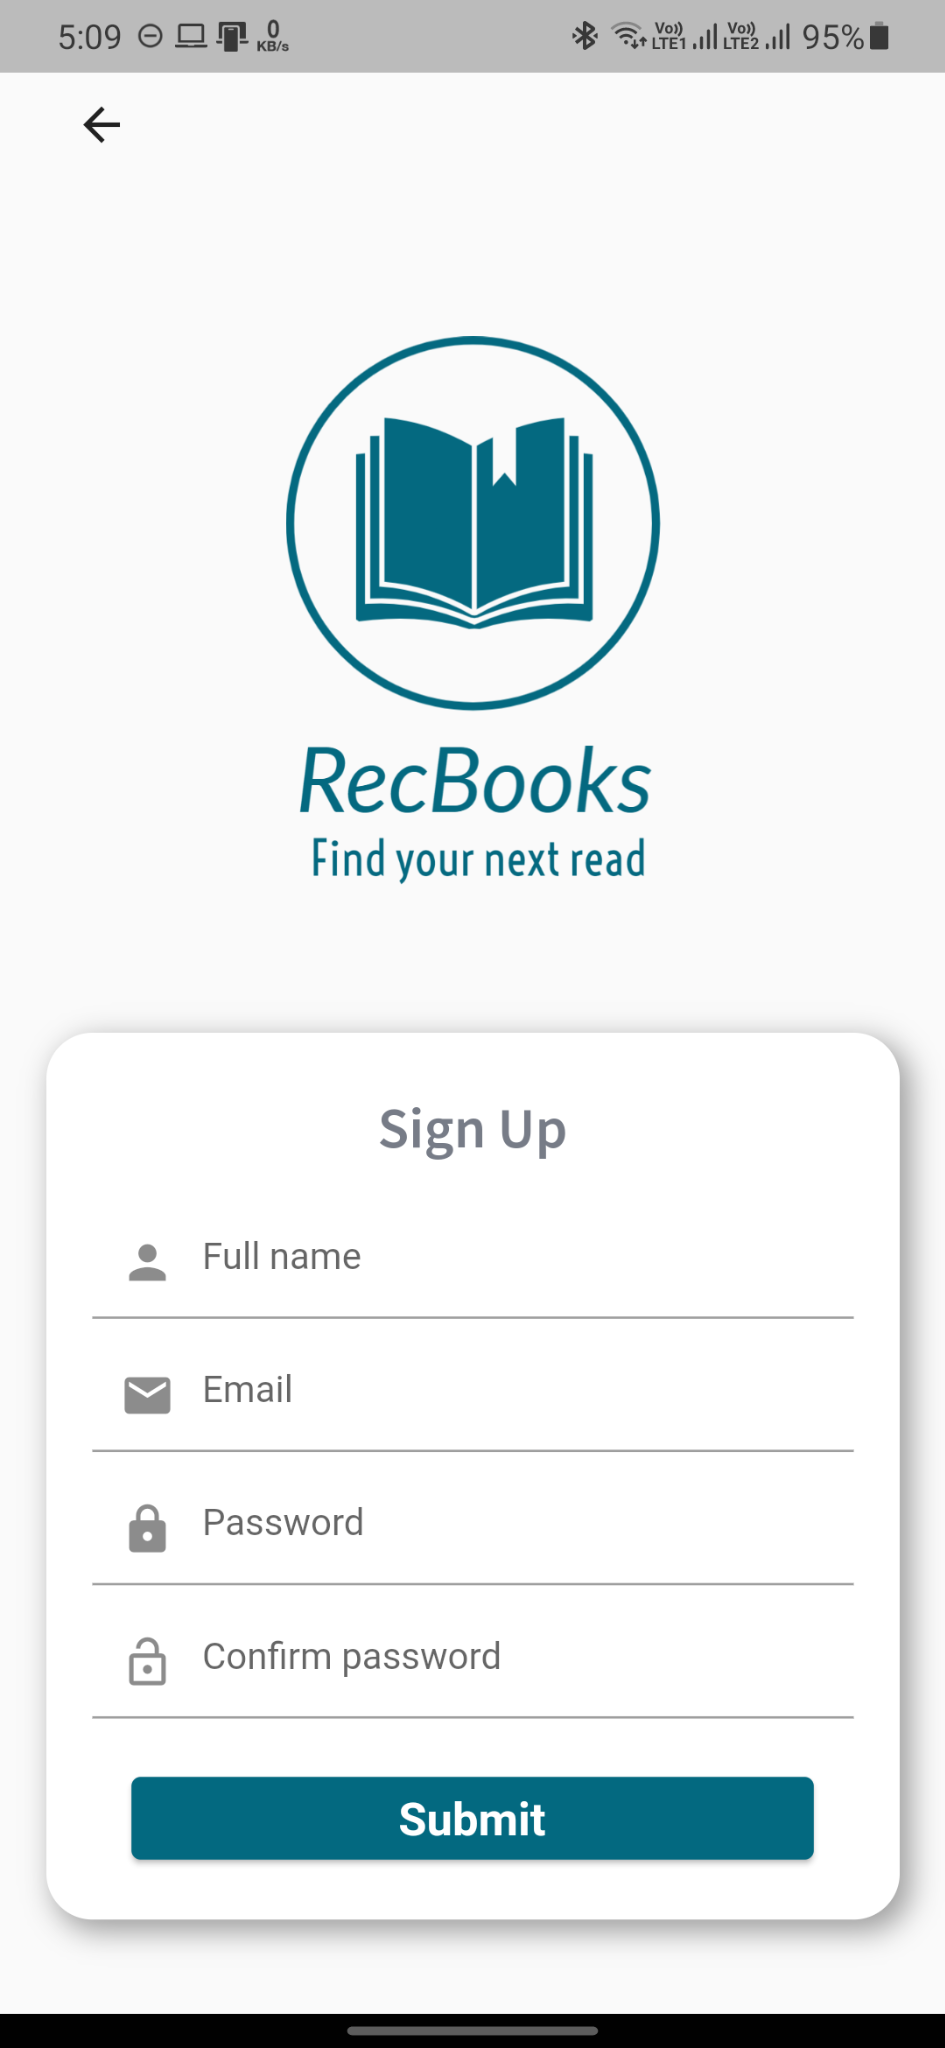 5:09 0 KB/s Vo)) LTE1 Vo)) LTE2 95%
RecBooks
Find your next read
Sign Up
Full name
Email
Password
Confirm password
Submit